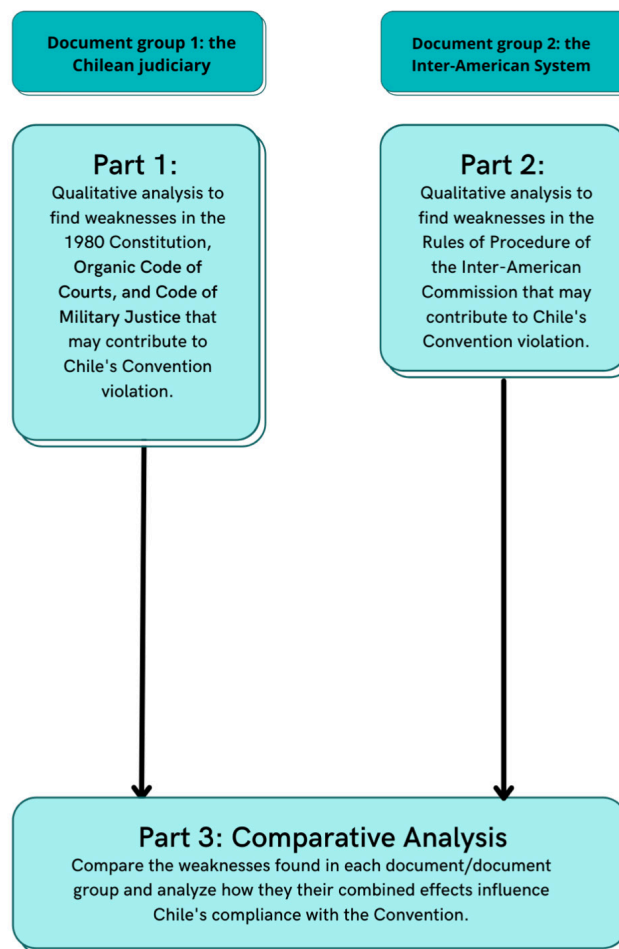 Document group 1: the
Chilean judiciary
Document group 2: the
Inter-American System
Part 1:
Qualitative analysis to
find weaknesses in the
1980 Constitution,
Organic Code of
Courts, and Code of
Military Justice that
may contribute to
Chile's Convention
violation.
Part 2:
Qualitative analysis to
find weaknesses in the
Rules of Procedure of
the Inter-American
Commission that may
contribute to Chile's
Convention violation.
Part 3: Comparative Analysis
Compare the weaknesses found in each document/document
group and analyze how they their combined effects influence
Chile's compliance with the Convention.